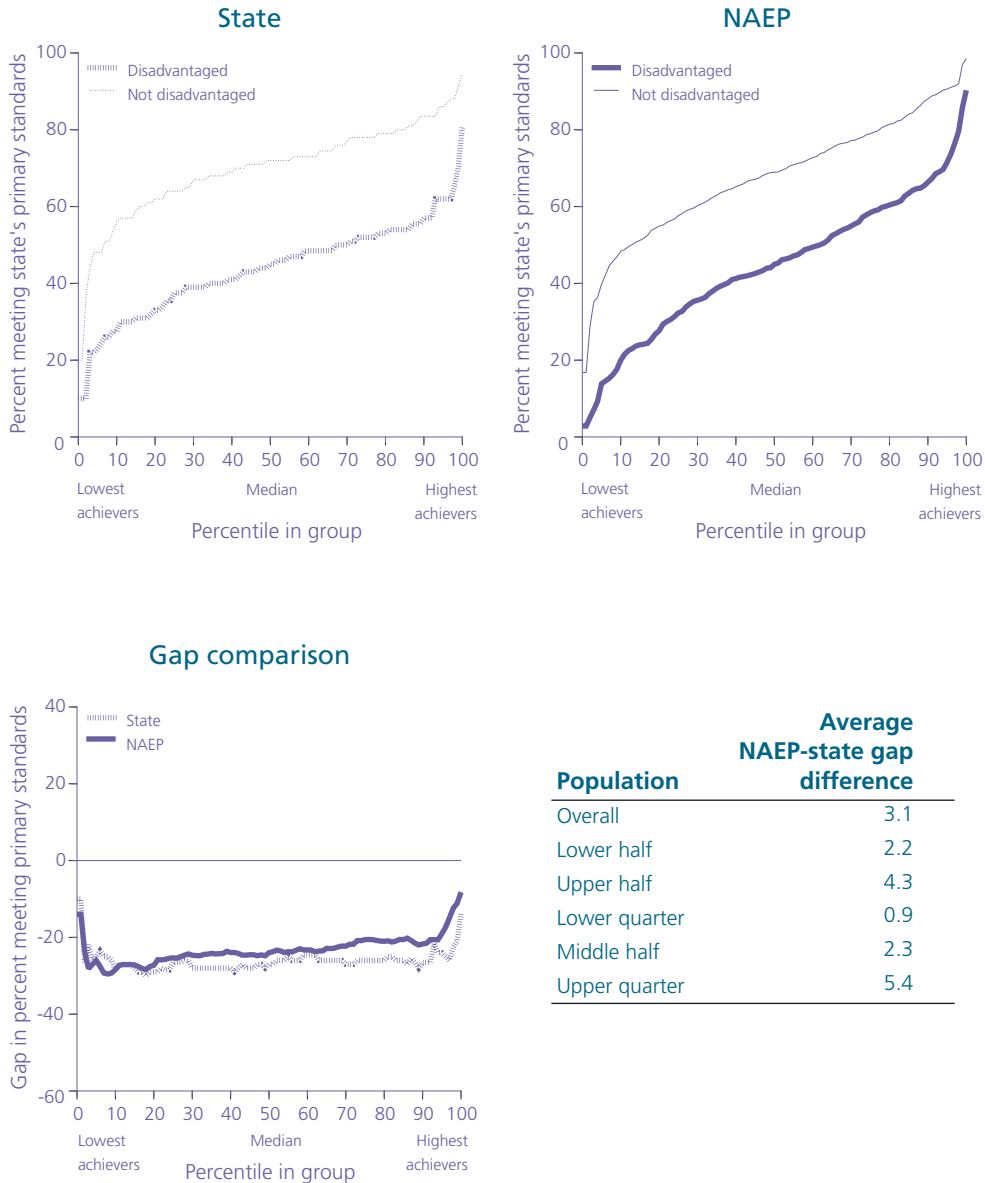 State
Percent meeting state's primary standards
100
80
60
40
20
0
Disadvantaged
Not disadvantaged
0 10 20 30 40 50 60 70 80 90 100
Lowest achievers
Median
Highest achievers
Percentile in group
NAEP
Percent meeting state's primary standards
100
80
60
40
20
0
Disadvantaged
Not disadvantaged
0 10 20 30 40 50 60 70 80 90 100
Lowest achievers
Median
Highest achievers
Percentile in group
Gap comparison
Gap in percent meeting primary standards
40
20
0
-20
-40
-60
State
NAEP
0 10 20 30 40 50 60 70 80 90 100
Lowest achievers
Median
Highest achievers
Percentile in group
Average
NAEP-state gap
Population difference
Overall 3.1
Lower half 2.2
Upper half 4.3
Lower quarter 0.9
Middle half 2.3
Upper quarter 5.4